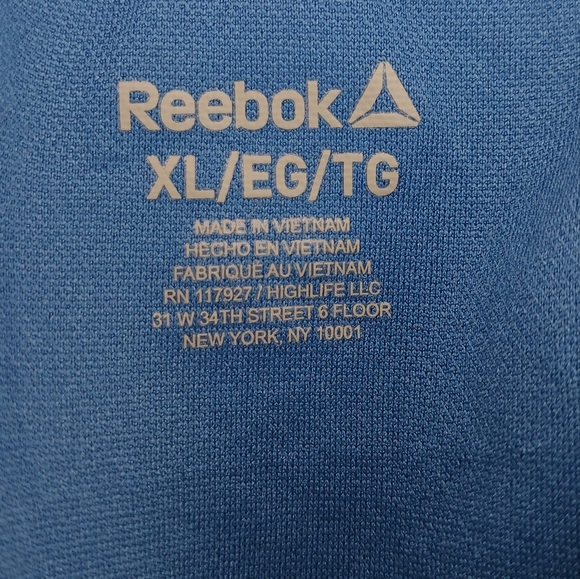 Reebok
XL/EG/TG
MADE IN VIETNAM
HECHO EN VIETNAM
FABRIQUÉ AU VIETNAM
RN 117927 / HIGHLIFE LLC
31 W 34TH STREET 6 FLOOR
NEW YORK, NY 10001